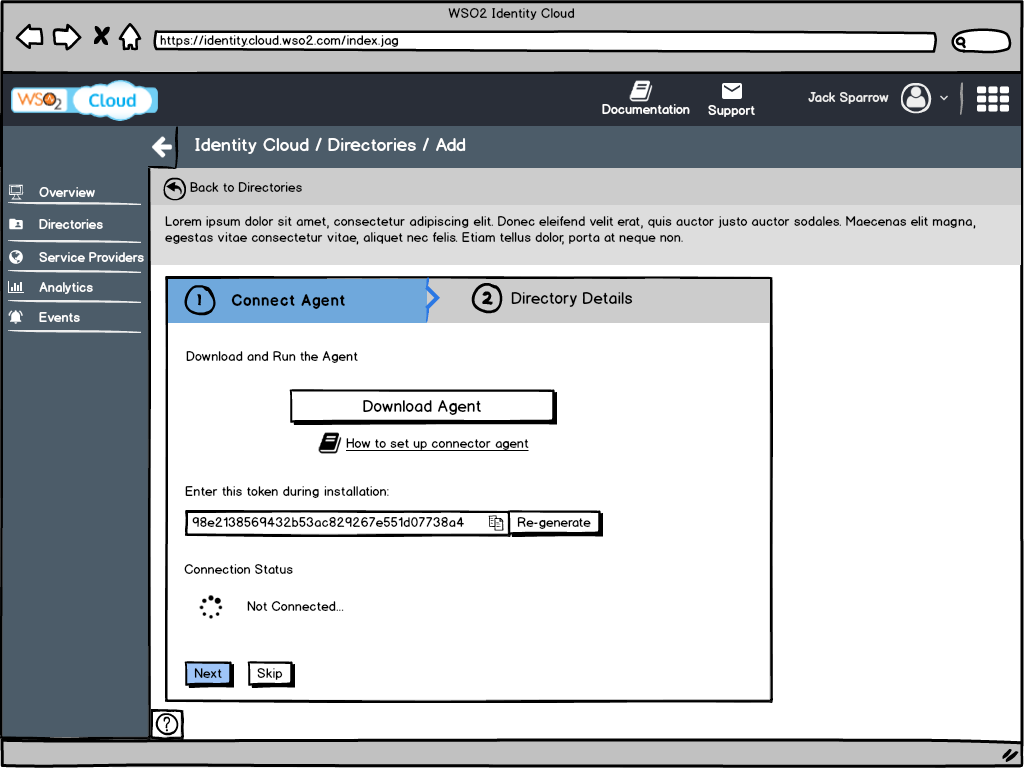 WSO2 Identity Cloud
https://identity.cloud.wso2.com/index.jag
WSO2 Cloud
Documentation
Support
Jack Sparrow
Identity Cloud / Directories / Add
Overview
Directories
Service Providers
Analytics
Events
Back to Directories
Lorem ipsum dolor sit amet, consectetur adipiscing elit. Donec eleifend velit erat, quis auctor justo auctor sodales. Maecenas elit magna,
egestas vitae consectetur vitae, aliquet nec felis. Etiam tellus dolor, porta at neque non.
1 Connect Agent
2 Directory Details
Download and Run the Agent
Download Agent
How to set up connector agent
Enter this token during installation:
98e2138569432b53ac829267e551d07738a4
Re-generate
Connection Status
Not Connected...
Next
Skip
?